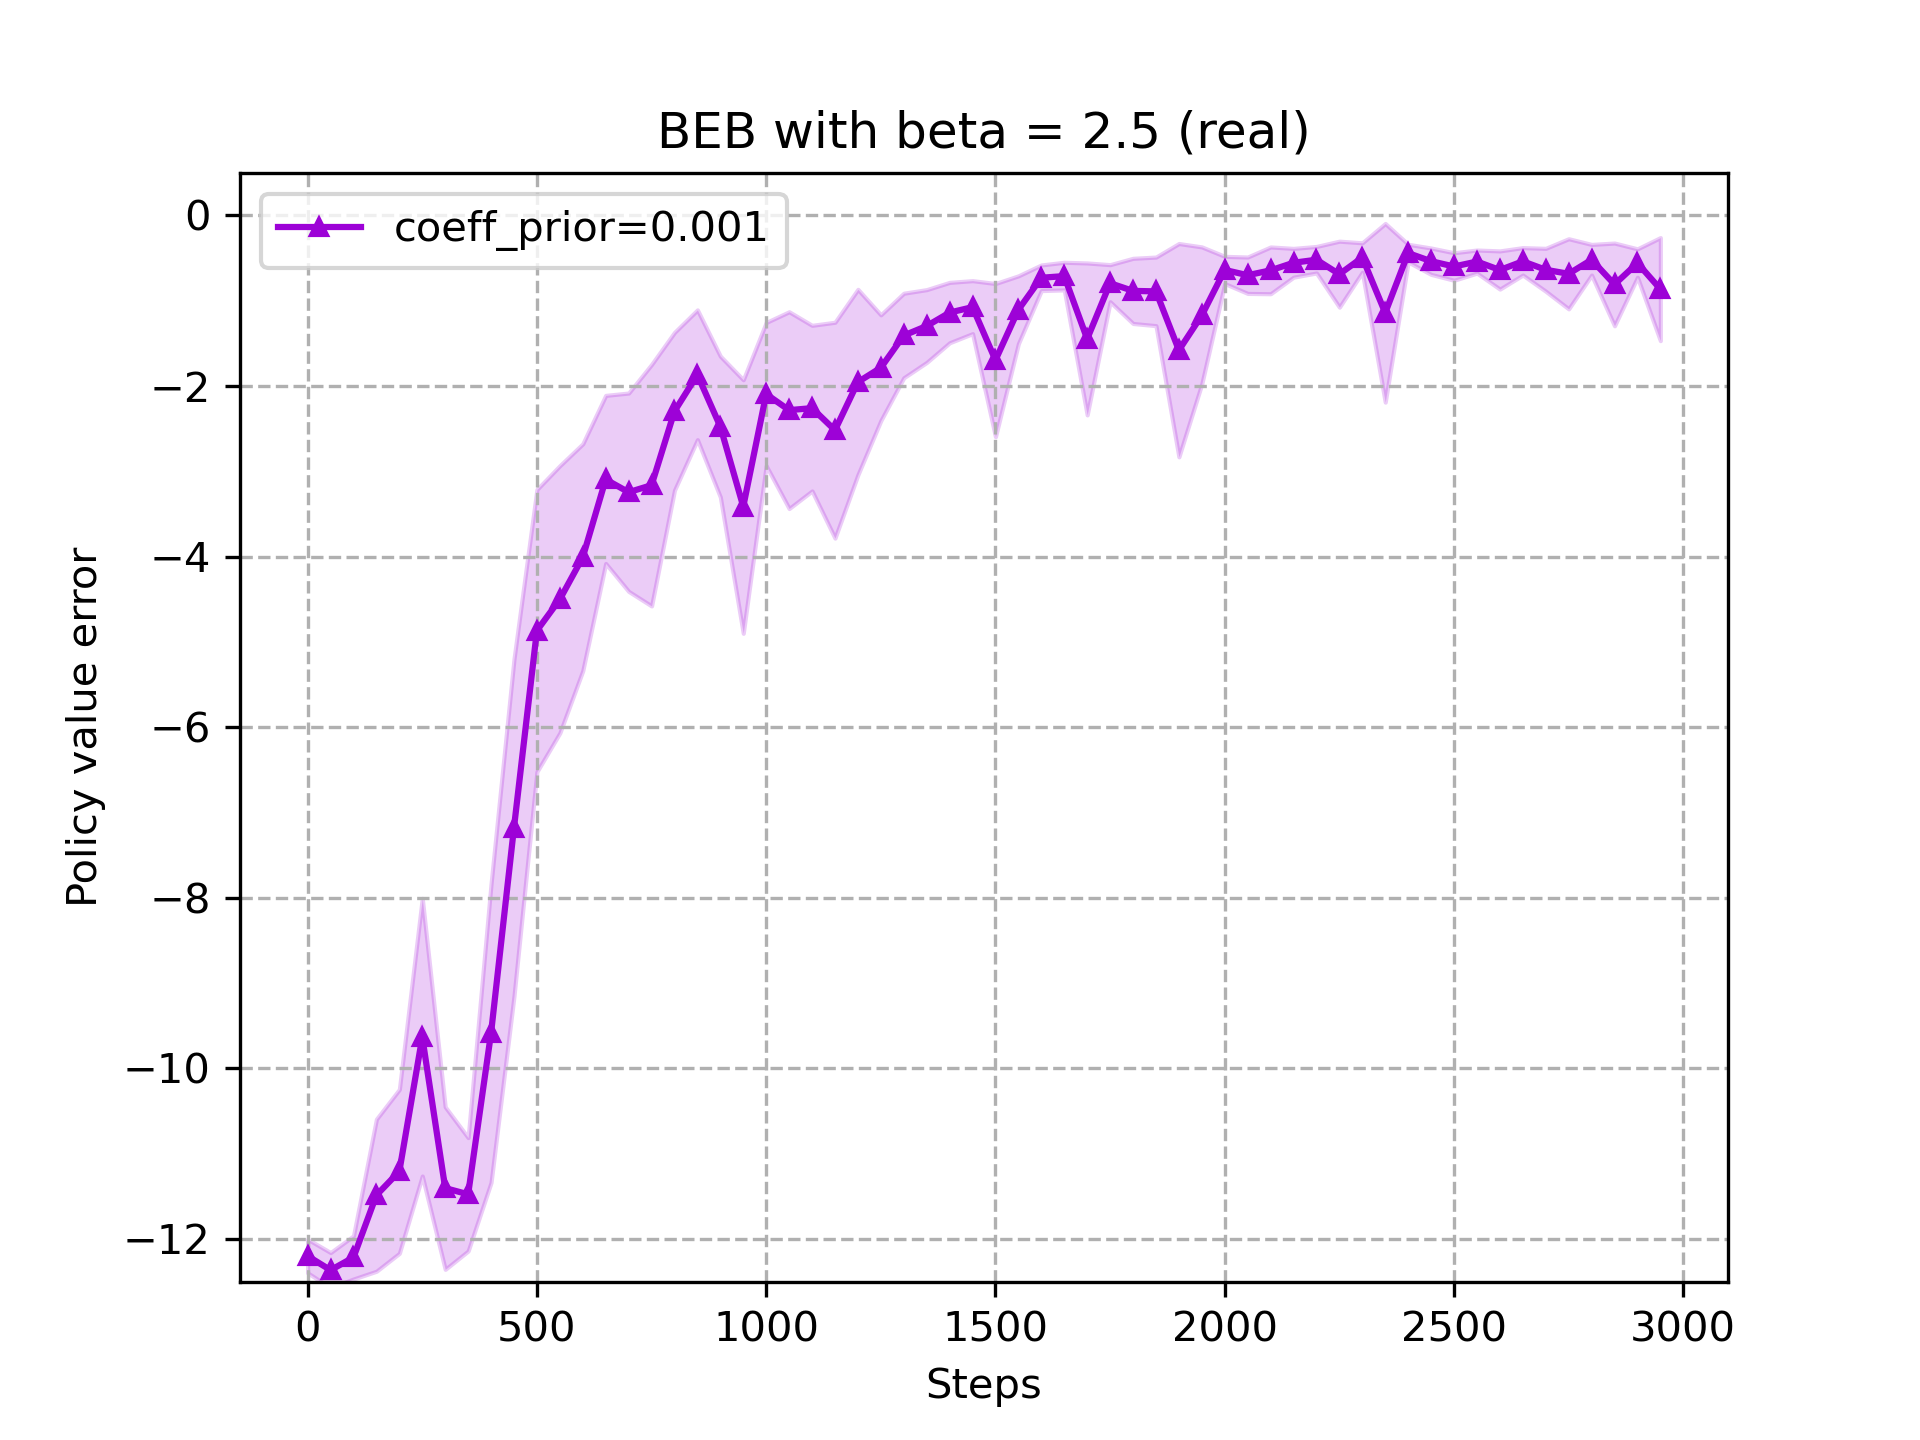 BEB with beta = 2.5 (real)
coeff_prior=0.001
Policy value error
0
−2
−4
−6
−8
−10
−12
0 500 1000 1500 2000 2500 3000
Steps